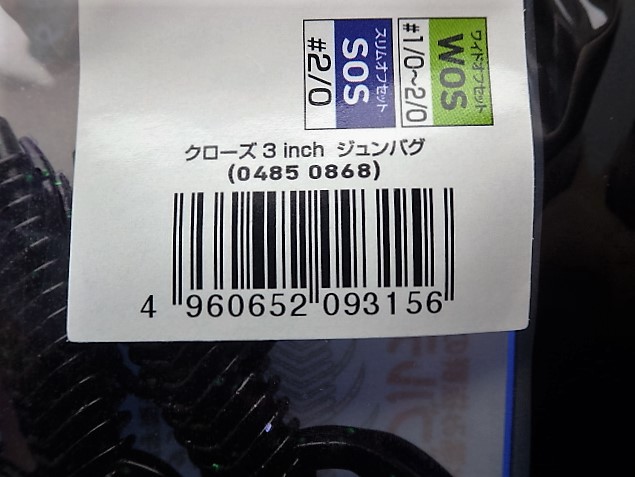 ワイドオフセット
WOS
#1/0~2/0
スリムオフセット
SOS
#2/0
クローズ 3 inch ジュンバグ
(0485 0868)
4 960652 093156